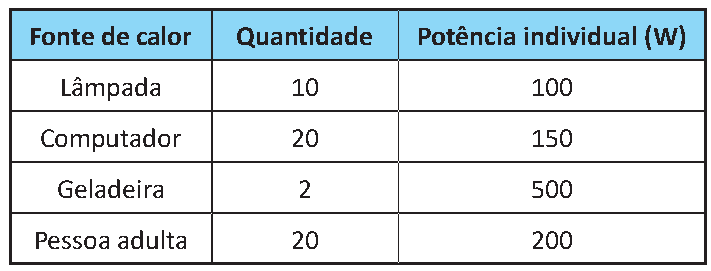 Fonte de calor Quantidade Potência individual (W)
Lâmpada 10 100
Computador 20 150
Geladeira 2 500
Pessoa adulta 20 200